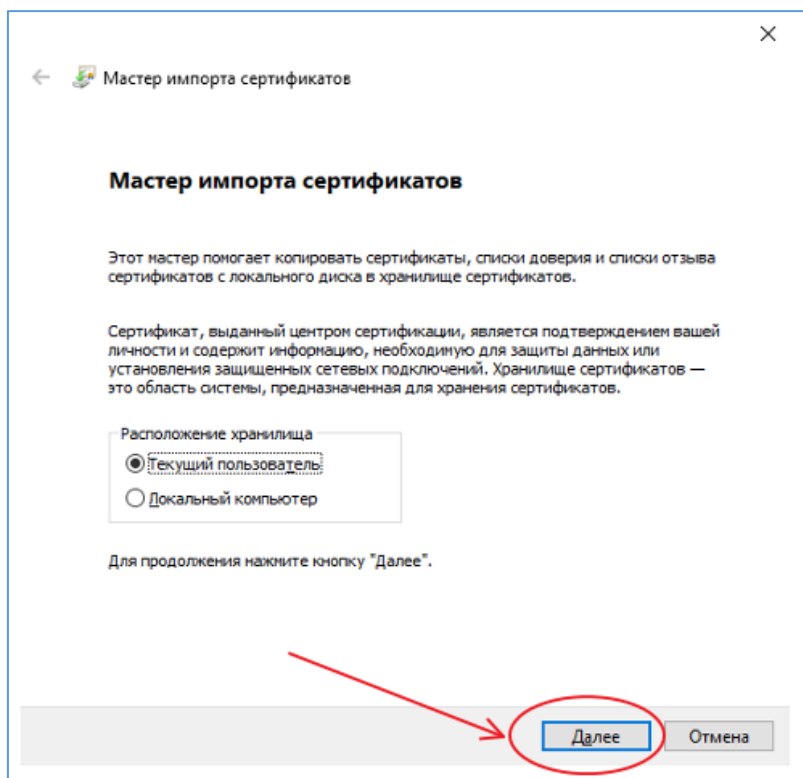 Мастер импорта сертификатов
Мастер импорта сертификатов
Этот мастер помогает копировать сертификаты, списки доверия и списки отзыва
сертификатов с локального диска в хранилище сертификатов.
Сертификат, выданный центром сертификации, является подтверждением вашей
личности и содержит информацию, необходимую для защиты данных или
установления защищенных сетевых подключений. Хранилище сертификатов —
это область системы, предназначенная для хранения сертификатов.
Расположение хранилища
Текущий пользователь
Локальный компьютер
Для продолжения нажмите кнопку "Далее".
Далее
Отмена